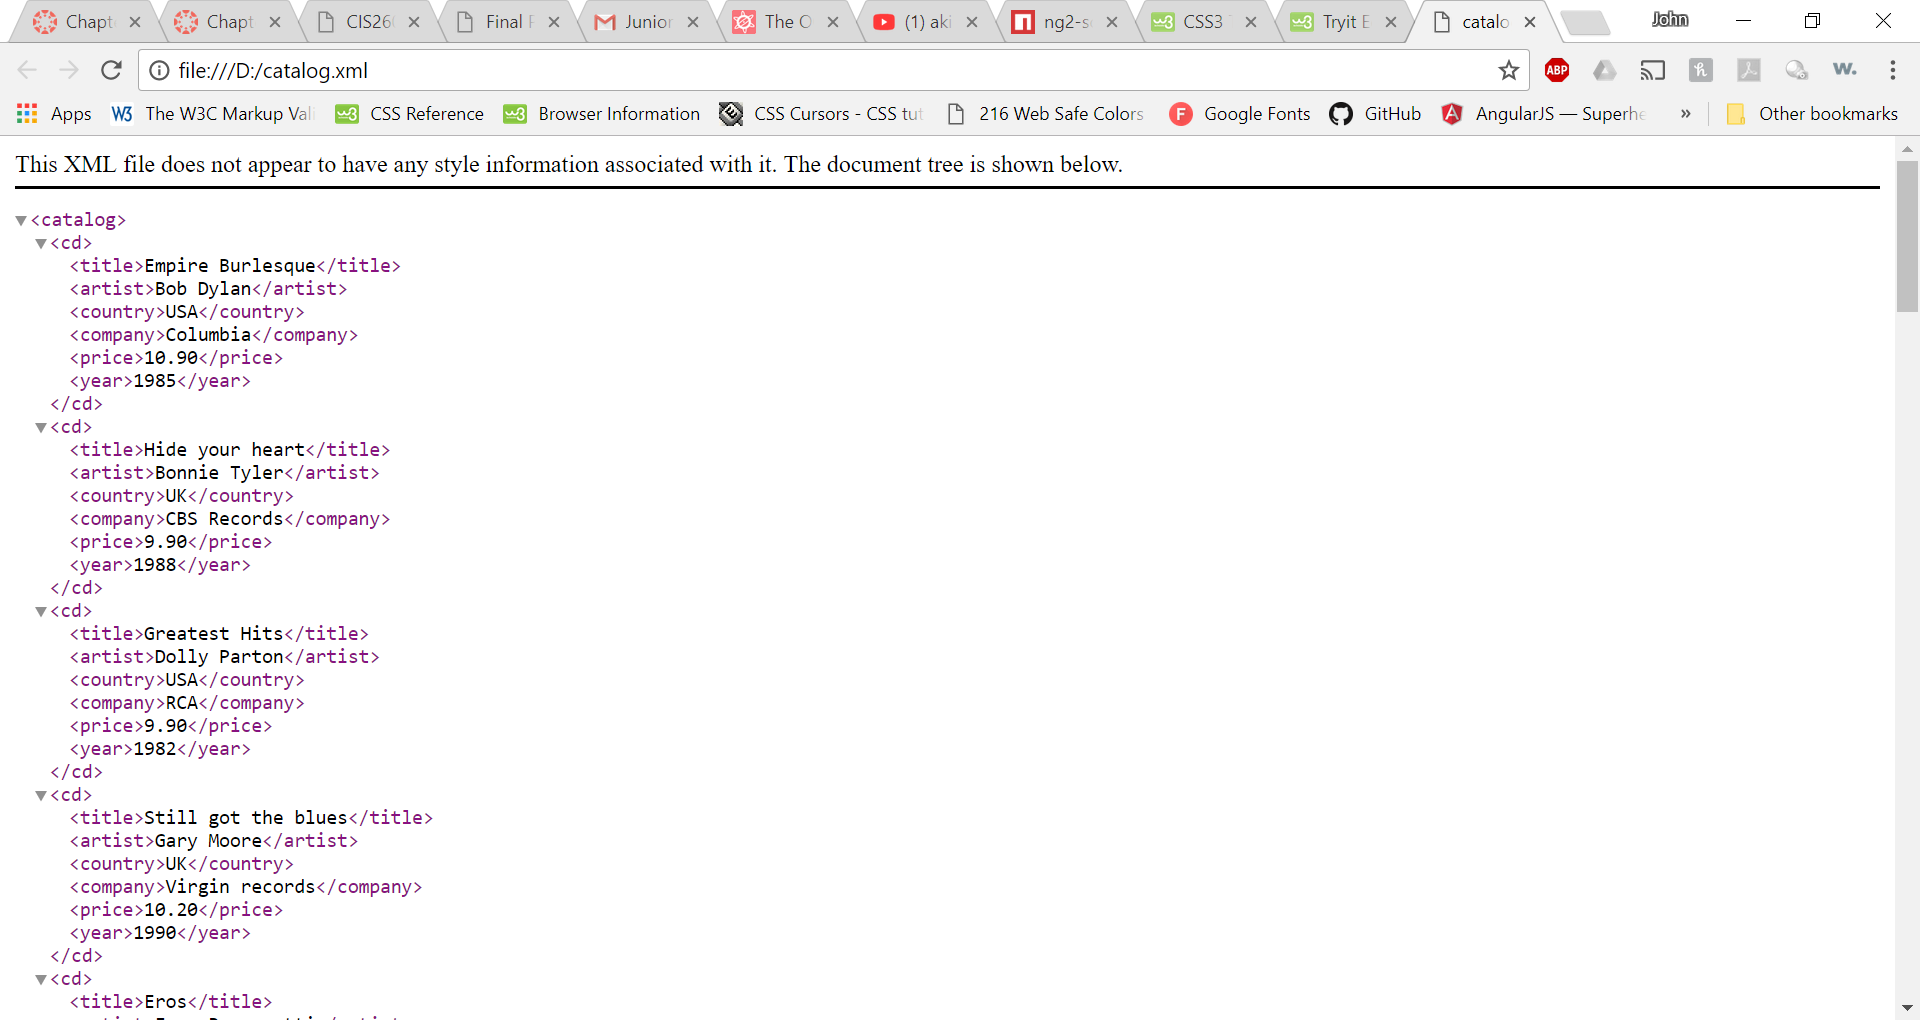 Chapt
Chapt
CIS26
Final
Junior
The O
(1) aki
ng2-s
CSS3
Tryit E
catalo
John
file:///D:/catalog.xml
ABP
w.
Apps
W3
The W3C Markup Vali
w3
CSS Reference
w3
Browser Information
CSS Cursors - CSS tut
216 Web Safe Colors
F
Google Fonts
GitHub
AngularJS — Superhe
»
Other bookmarks
This XML file does not appear to have any style information associated with it. The document tree is shown below.
▼<catalog>
▼<cd>
<title>Empire Burlesque</title>
<artist>Bob Dylan</artist>
<country>USA</country>
<company>Columbia</company>
<price>10.90</price>
<year>1985</year>
</cd>
▼<cd>
<title>Hide your heart</title>
<artist>Bonnie Tyler</artist>
<country>UK</country>
<company>CBS Records</company>
<price>9.90</price>
<year>1988</year>
</cd>
▼<cd>
<title>Greatest Hits</title>
<artist>Dolly Parton</artist>
<country>USA</country>
<company>RCA</company>
<price>9.90</price>
<year>1982</year>
</cd>
▼<cd>
<title>Still got the blues</title>
<artist>Gary Moore</artist>
<country>UK</country>
<company>Virgin records</company>
<price>10.20</price>
<year>1990</year>
</cd>
▼<cd>
<title>Eros</title>